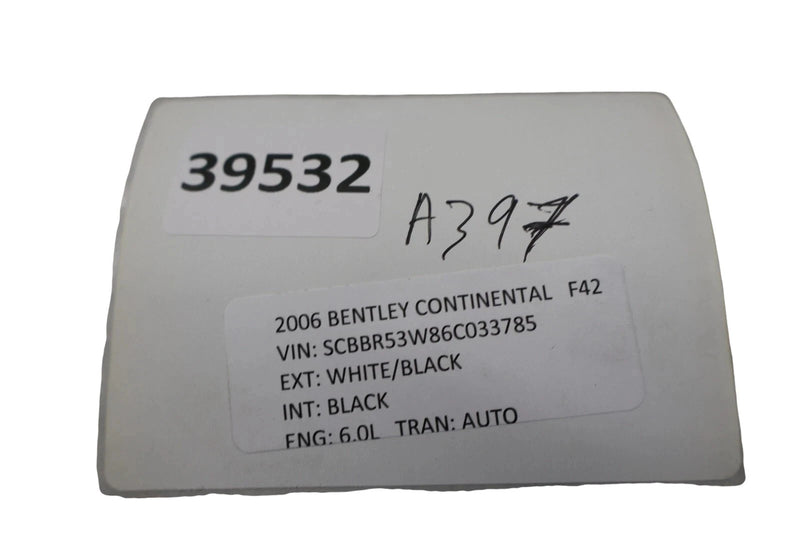 39532
A397
2006 BENTLEY CONTINENTAL F42
VIN: SCBBR53W86C033785
EXT: WHITE/BLACK
INT: BLACK
ENG: 6.0L TRAN: AUTO